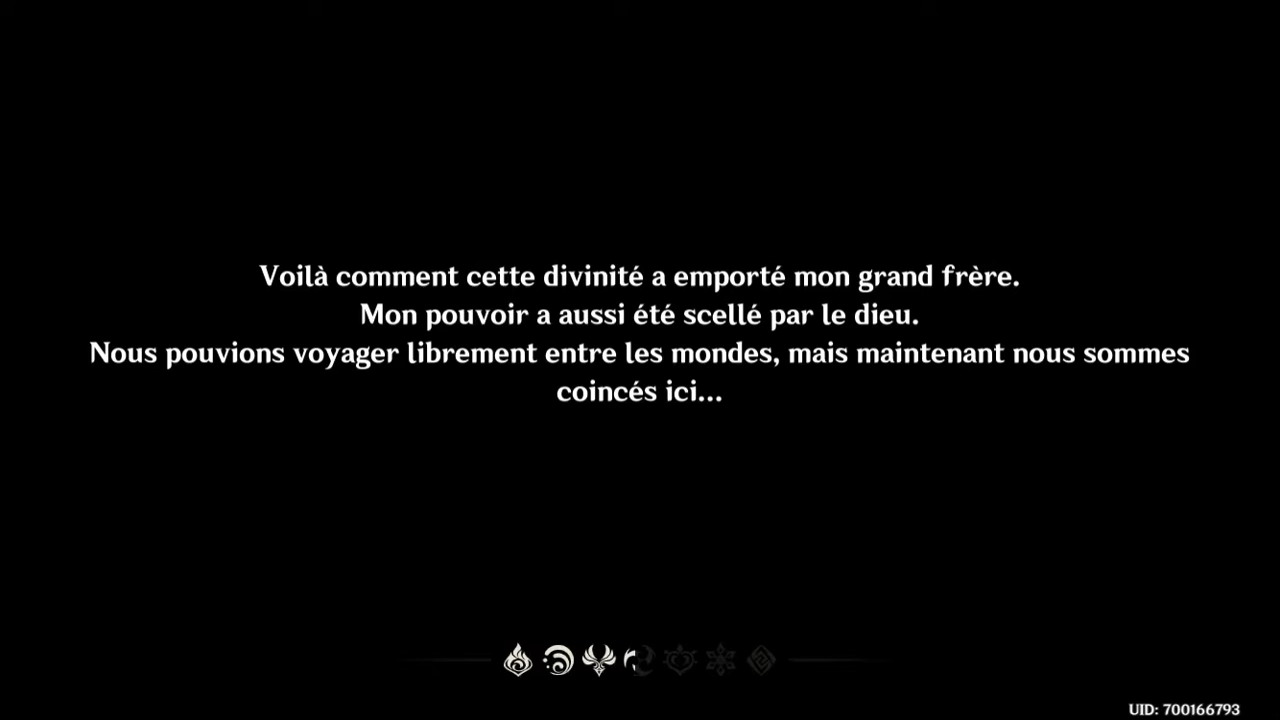 Voilà comment cette divinité a emporté mon grand frère.
Mon pouvoir a aussi été scellé par le dieu.
Nous pouvions voyager librement entre les mondes, mais maintenant nous sommes
coincés ici...
UID: 700166793